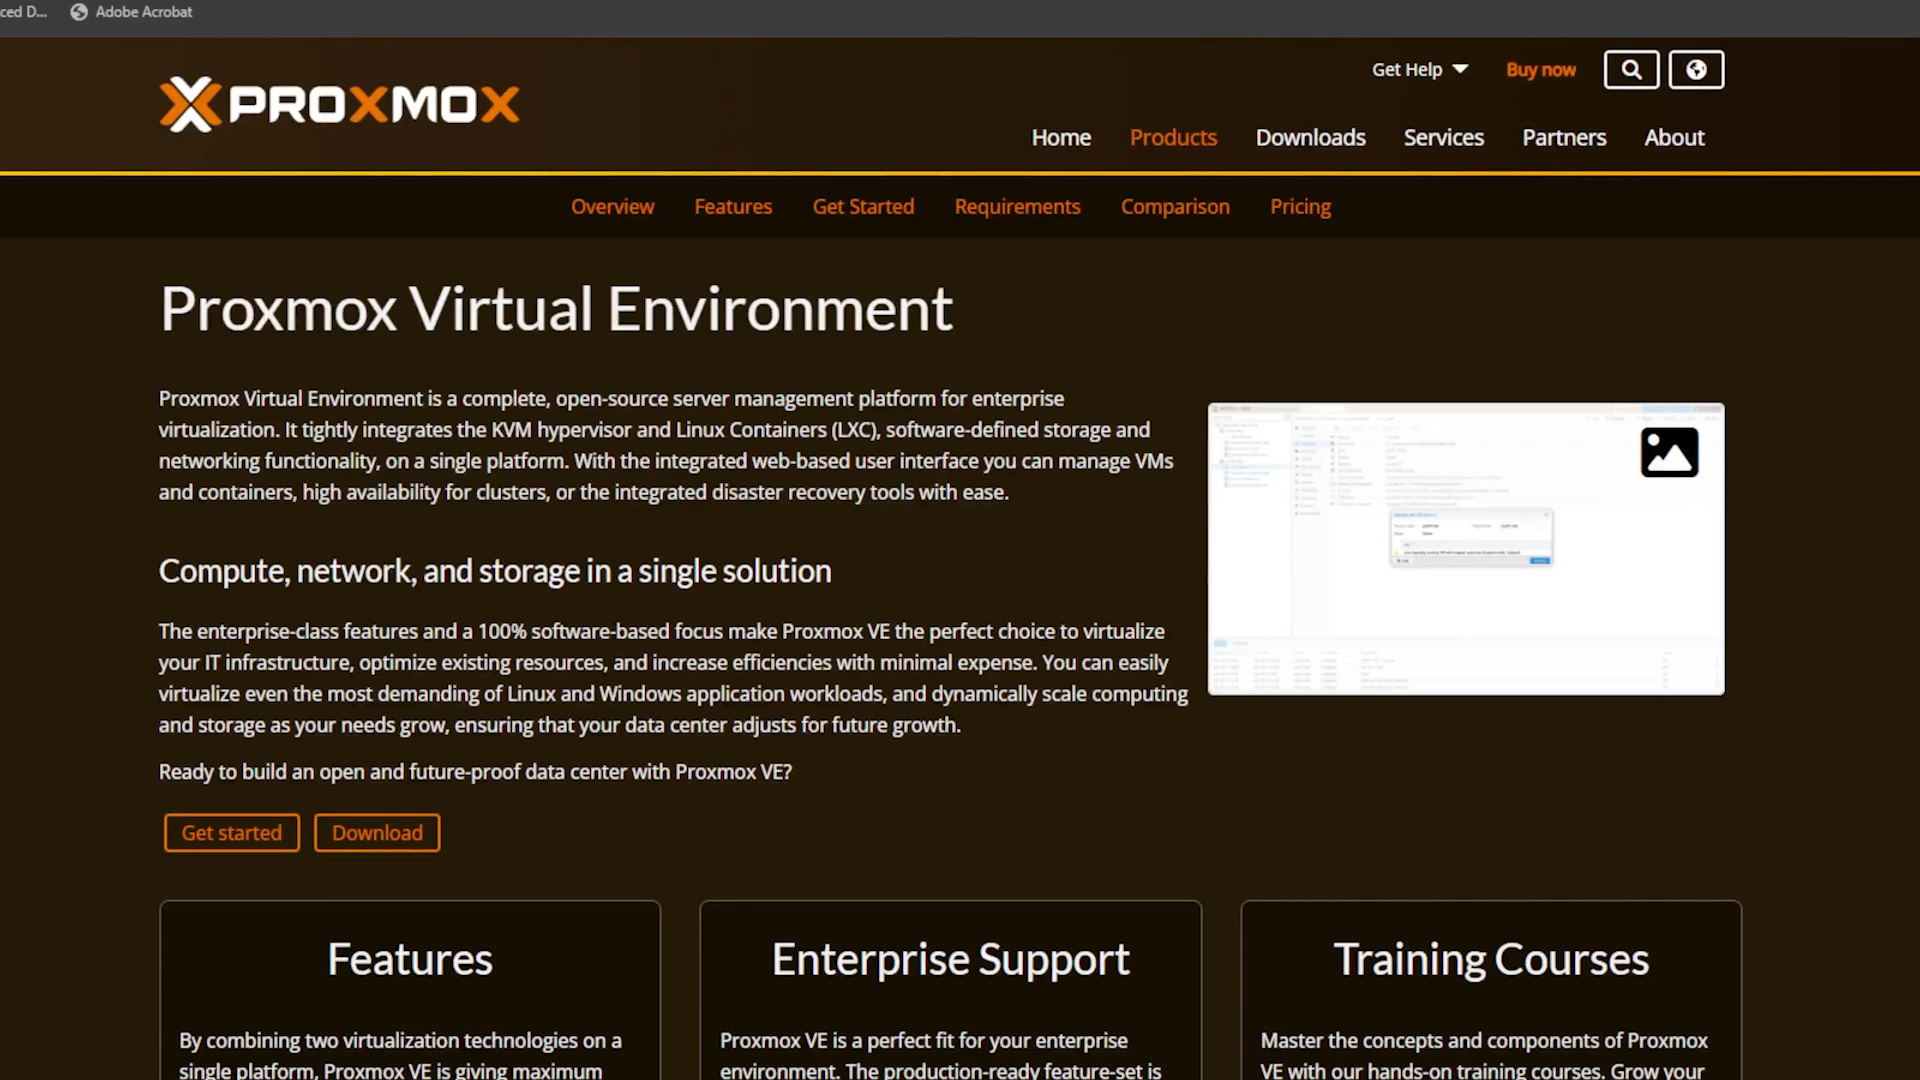 ced D... Adobe Acrobat
Get Help Buy now
PROXMOX
Home Products Downloads Services Partners About
Overview Features Get Started Requirements Comparison Pricing
Proxmox Virtual Environment
Proxmox Virtual Environment is a complete, open-source server management platform for enterprise
virtualization. It tightly integrates the KVM hypervisor and Linux Containers (LXC), software-defined storage and
networking functionality, on a single platform. With the integrated web-based user interface you can manage VMs
and containers, high availability for clusters, or the integrated disaster recovery tools with ease.
Compute, network, and storage in a single solution
The enterprise-class features and a 100% software-based focus make Proxmox VE the perfect choice to virtualize
your IT infrastructure, optimize existing resources, and increase efficiencies with minimal expense. You can easily
virtualize even the most demanding of Linux and Windows application workloads, and dynamically scale computing
and storage as your needs grow, ensuring that your data center adjusts for future growth.
Ready to build an open and future-proof data center with Proxmox VE?
Get started Download
Features
By combining two virtualization technologies on a
single platform, Proxmox VE is giving maximum
Enterprise Support
Proxmox VE is a perfect fit for your enterprise
environment. The production-ready feature-set is
Training Courses
Master the concepts and components of Proxmox
VE with our hands-on training courses. Grow your